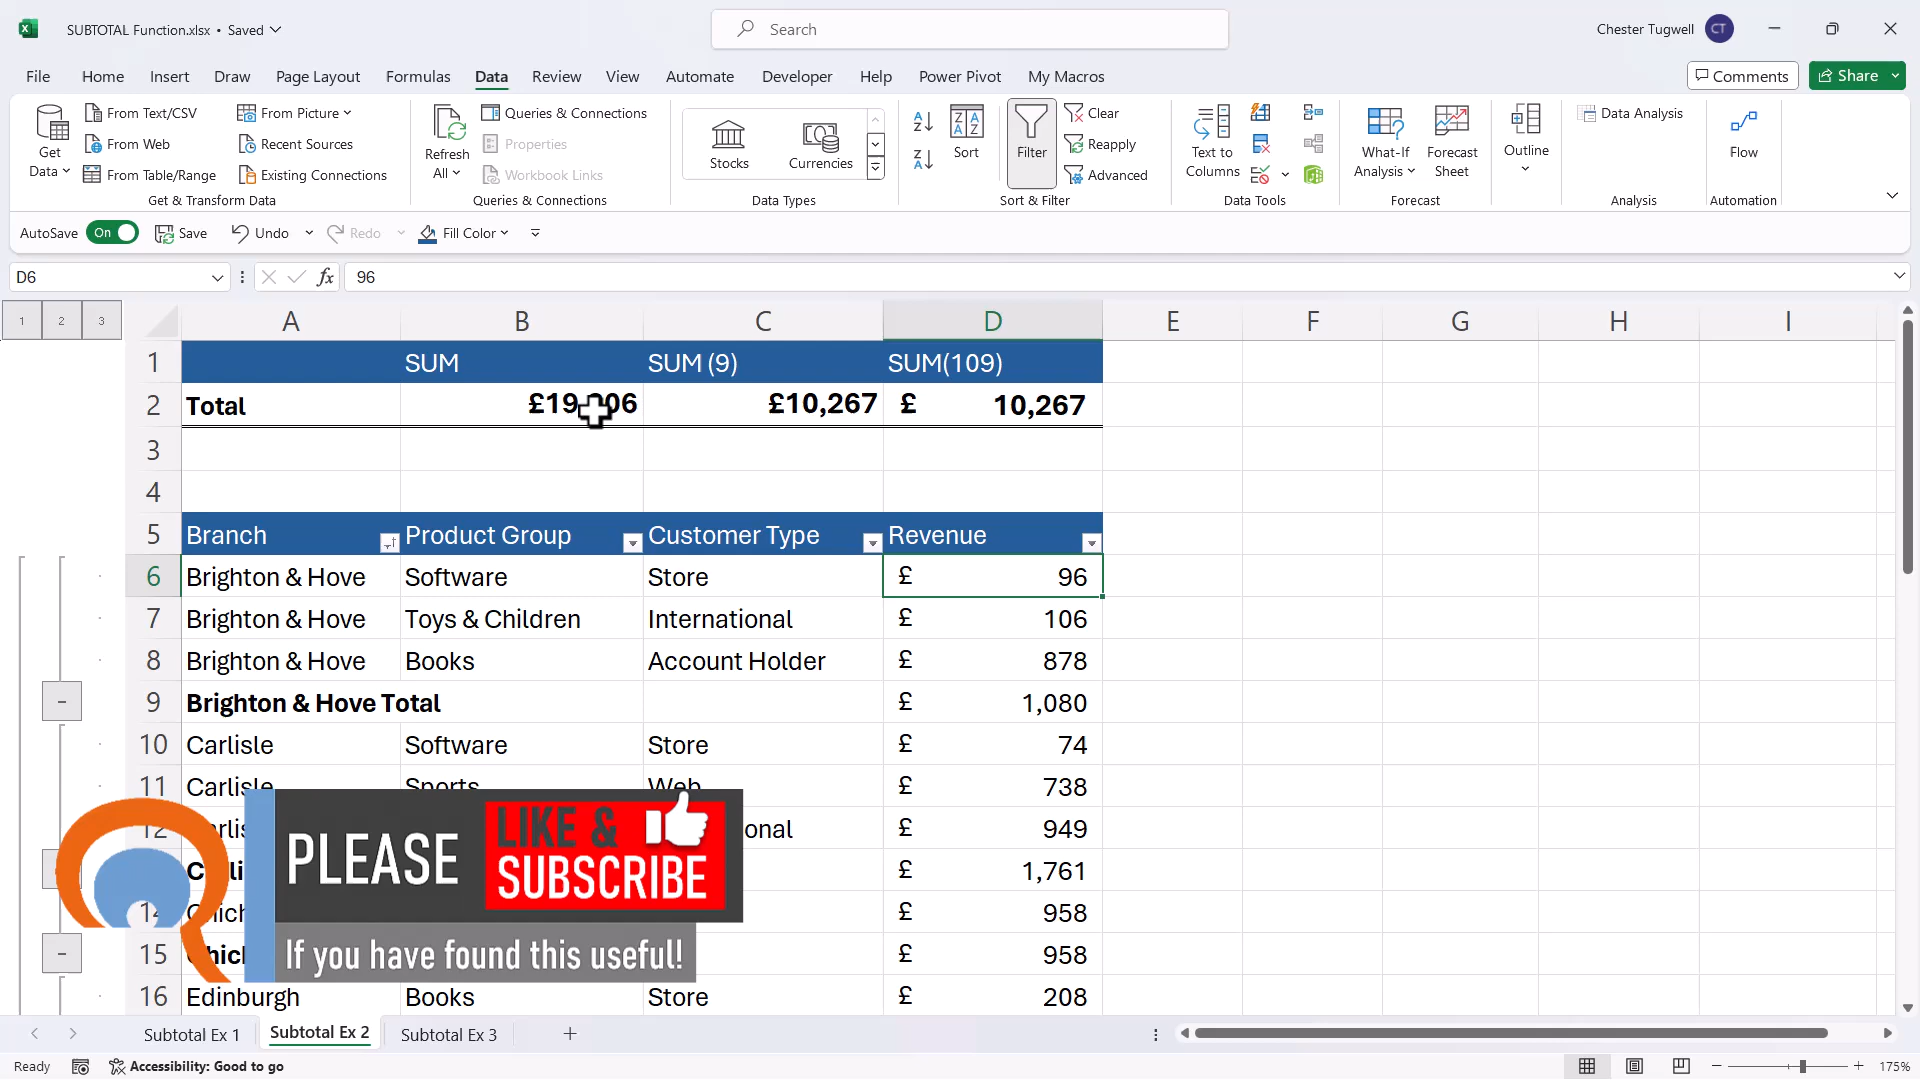 SUBTOTAL Function.xlsx • Saved
Search
Chester Tugwell
CT
File
Home
Insert
Draw
Page Layout
Formulas
Data
Review
View
Automate
Developer
Help
Power Pivot
My Macros
Comments
Share
Get
Data
From Text/CSV
From Web
From Table/Range
From Picture
Recent Sources
Existing Connections
Get & Transform Data
Refresh
All
Queries & Connections
Properties
Workbook Links
Queries & Connections
Stocks
Currencies
Data Types
Sort
Filter
Clear
Reapply
Advanced
Sort & Filter
Text to
Columns
Data Tools
What-If
Analysis
Forecast
Sheet
Forecast
Outline
Data Analysis
Analysis
Flow
Automation
AutoSave On
Save
Undo
Redo
Fill Color
D6
fx
96
1 2 3
A B C D E F G H I
1 SUM SUM (9) SUM(109)
2 Total £10,267 £ 10,267
3
4
5 Branch Product Group Customer Type Revenue
6 Brighton & Hove Software Store £ 96
7 Brighton & Hove Toys & Children International £ 106
8 Brighton & Hove Books Account Holder £ 878
9 Brighton & Hove Total £ 1,080
10 Carlisle Software Store £ 74
11 Carlisle Sports Web £ 738
12 £ 949
£ 1,761
14 £ 958
15 £ 958
16 Edinburgh Books Store £ 208
PLEASE
LIKE &
SUBSCRIBE
If you have found this useful!
Subtotal Ex 1
Subtotal Ex 2
Subtotal Ex 3
Ready
Accessibility: Good to go
175%